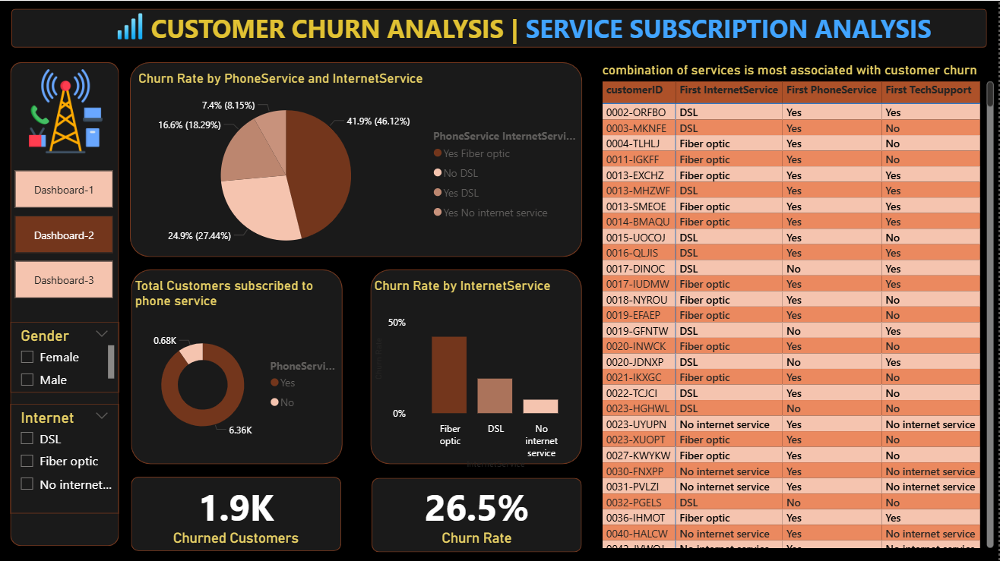 CUSTOMER CHURN ANALYSIS | SERVICE SUBSCRIPTION ANALYSIS
Dashboard-1
Dashboard-2
Dashboard-3
Gender
Female
Male
Internet
DSL
Fiber optic
No internet...
Churn Rate by PhoneService and InternetService
7.4% (8.15%)
16.6% (18.29%)
41.9% (46.12%)
24.9% (27.44%)
PhoneService InternetServi...
Yes Fiber optic
No DSL
Yes DSL
Yes No internet service
Total Customers subscribed to
phone service
0.68K
6.36K
PhoneServi...
Yes
No
Churn Rate by InternetService
Churn Rate
50%
0%
Fiber
optic
DSL
No
internet
service
InternetService
1.9K
Churned Customers
26.5%
Churn Rate
combination of services is most associated with customer churn
customerID First InternetService First PhoneService First TechSupport
0002-ORFBO DSL Yes Yes
0003-MKNFE DSL Yes No
0004-TLHLJ Fiber optic Yes No
0011-IGKFF Fiber optic Yes No
0013-EXCHZ Fiber optic Yes Yes
0013-MHZWF DSL Yes Yes
0013-SMEOE Fiber optic Yes Yes
0014-BMAQU Fiber optic Yes Yes
0015-UOCOJ DSL Yes No
0016-QLJIS DSL Yes Yes
0017-DINOC DSL No Yes
0017-IUDMW Fiber optic Yes Yes
0018-NYROU Fiber optic Yes No
0019-EFAEP Fiber optic Yes No
0019-GFNTW DSL No Yes
0020-INWCK Fiber optic Yes No
0020-JDNXP DSL No Yes
0021-IKXGC Fiber optic Yes No
0022-TCJCI DSL Yes No
0023-HGHWL DSL No No
0023-UYUPN No internet service Yes No internet service
0023-XUOPT Fiber optic Yes No
0027-KWYKW Fiber optic Yes No
0030-FNXPP No internet service Yes No internet service
0031-PVLZI No internet service Yes No internet service
0032-PGELS DSL No No
0036-IHMOT Fiber optic Yes Yes
0040-HALCW No internet service Yes No internet service
No internet service Yes No internet service